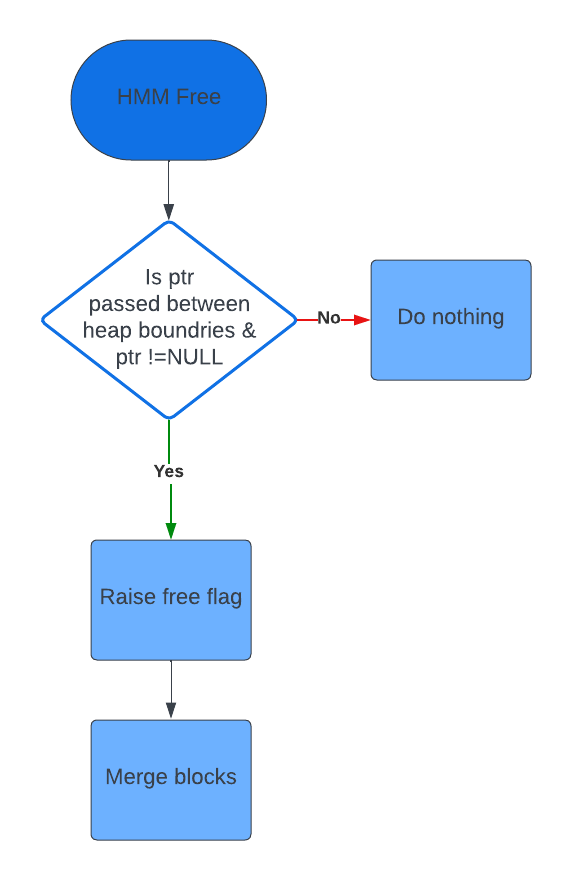 HMM Free
Is ptr
passed between
heap boundries &
ptr !=NULL
No
Do nothing
Yes
Raise free flag
Merge blocks